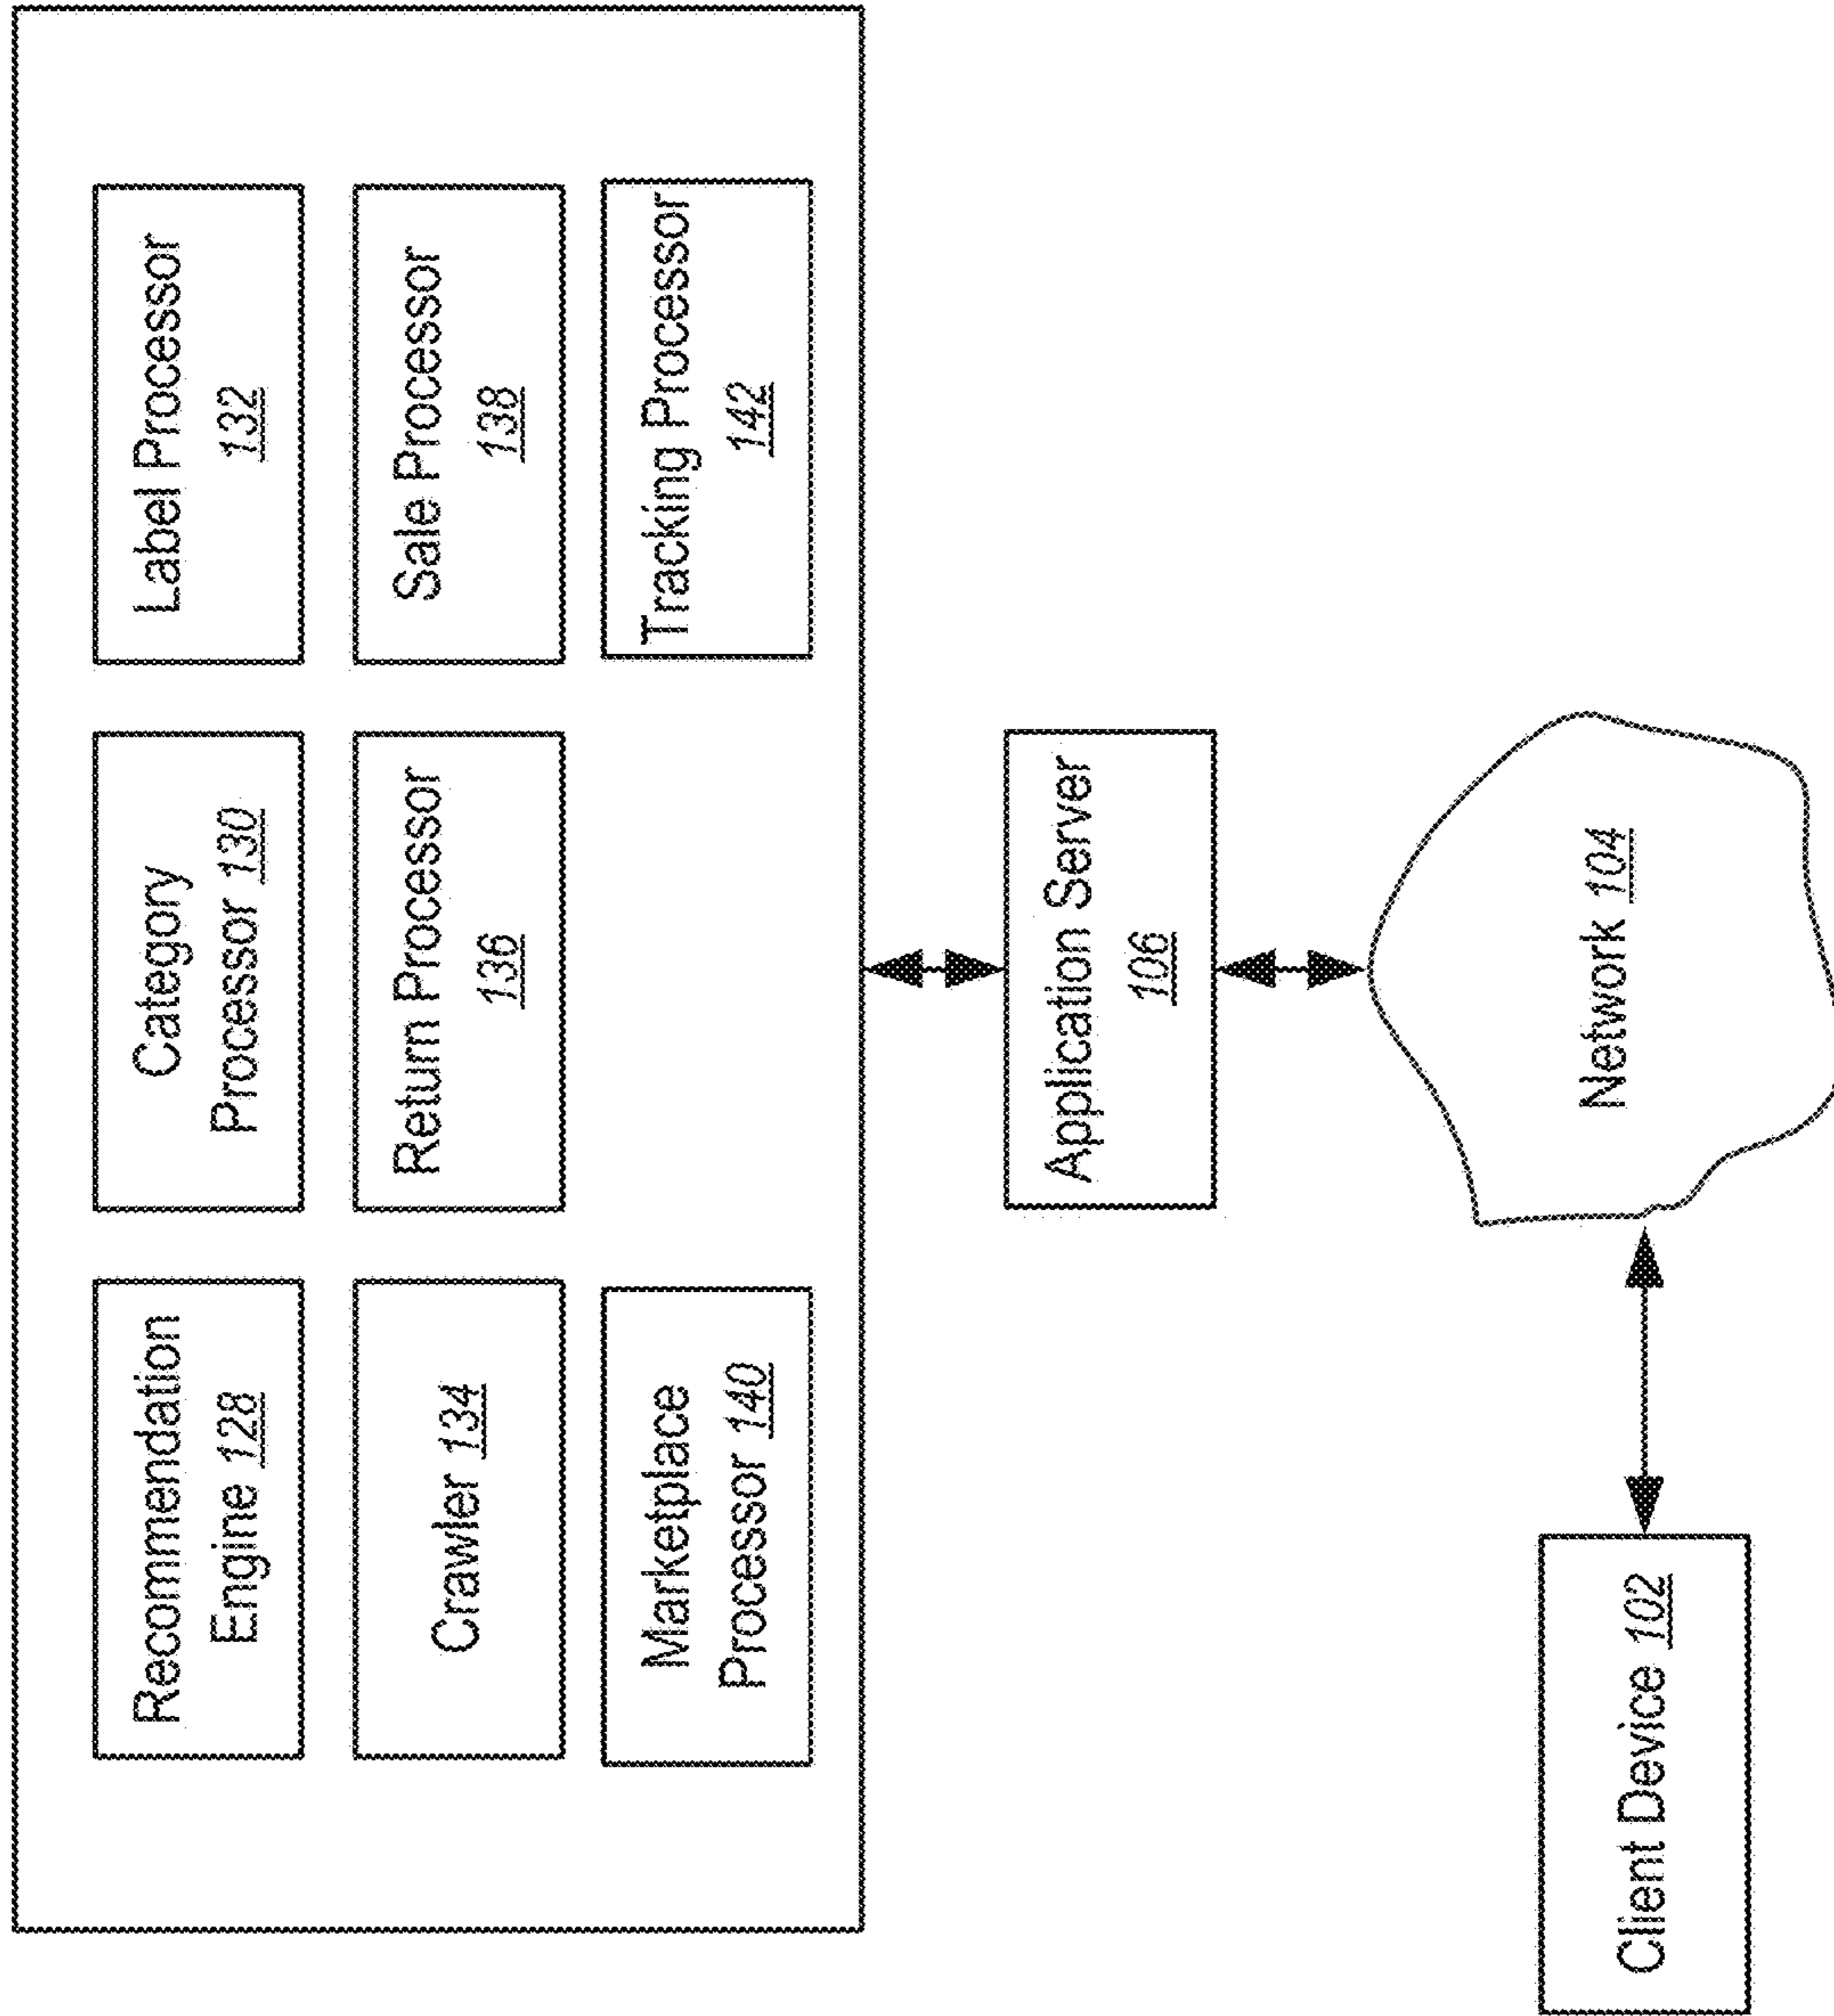 Recommendation
Engine 128
Category
Processor 130
Label Processor
132
Crawler 134
Return Processor
136
Sale Processor
138
Marketplace
Processor 140
Tracking Processor
142
Application Server
106
Network 104
Client Device 102